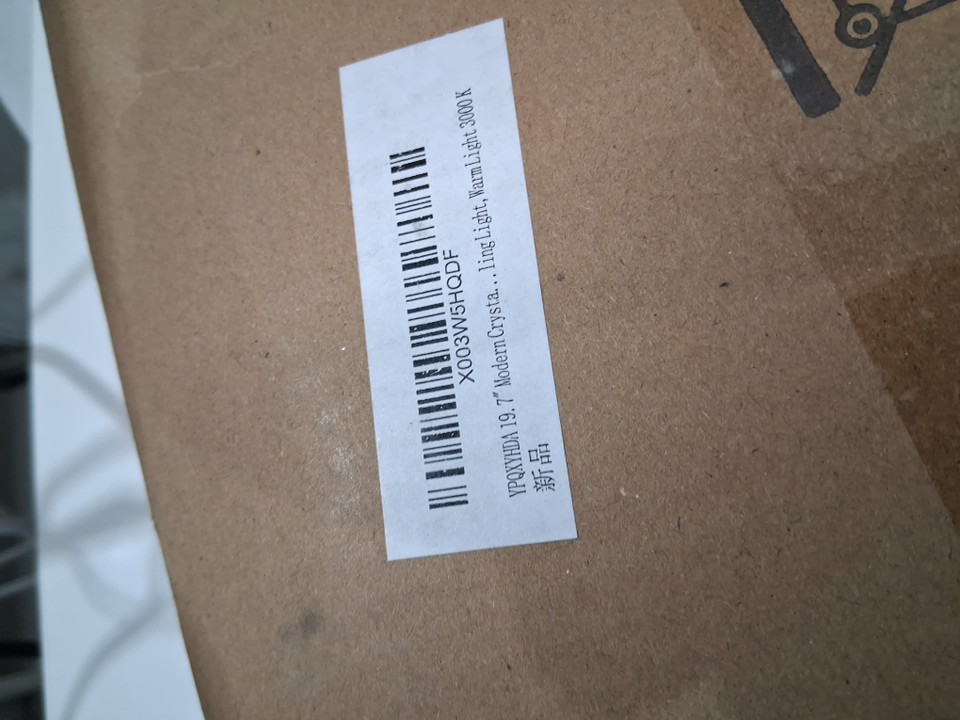 X003W5HQDF
YPQXYHDA 19.7" Modern Crysta...ling Light, Warm Light 3000 K
新品